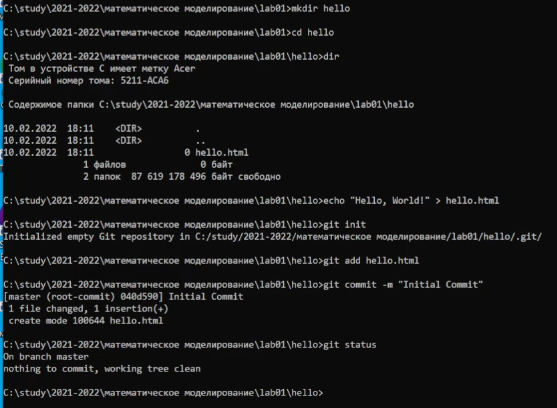 C:\study\2021-2022\математическое моделирование\lab01>mkdir hello
C:\study\2021-2022\математическое моделирование\lab01>cd hello
C:\study\2021-2022\математическое моделирование\lab01\hello>dir
Том в устройстве C имеет метку Acer
Серийный номер тома: 5211-ACA6
Содержимое папки C:\study\2021-2022\математическое моделирование\lab01\hello
10.02.2022  18:11    <DIR>          .
10.02.2022  18:11    <DIR>          ..
10.02.2022  18:11                 0 hello.html
1 файлов              0 байт
2 папок  87 619 178 496 байт свободно
C:\study\2021-2022\математическое моделирование\lab01\hello>echo "Hello, World!" > hello.html
C:\study\2021-2022\математическое моделирование\lab01\hello>git init
Initialized empty Git repository in C:/study/2021-2022/математическое моделирование/lab01/hello/.git/
C:\study\2021-2022\математическое моделирование\lab01\hello>git add hello.html
C:\study\2021-2022\математическое моделирование\lab01\hello>git commit -m "Initial Commit"
[master (root-commit) 040d590] Initial Commit
1 file changed, 1 insertion(+)
create mode 100644 hello.html
C:\study\2021-2022\математическое моделирование\lab01\hello>git status
On branch master
nothing to commit, working tree clean
C:\study\2021-2022\математическое моделирование\lab01\hello>